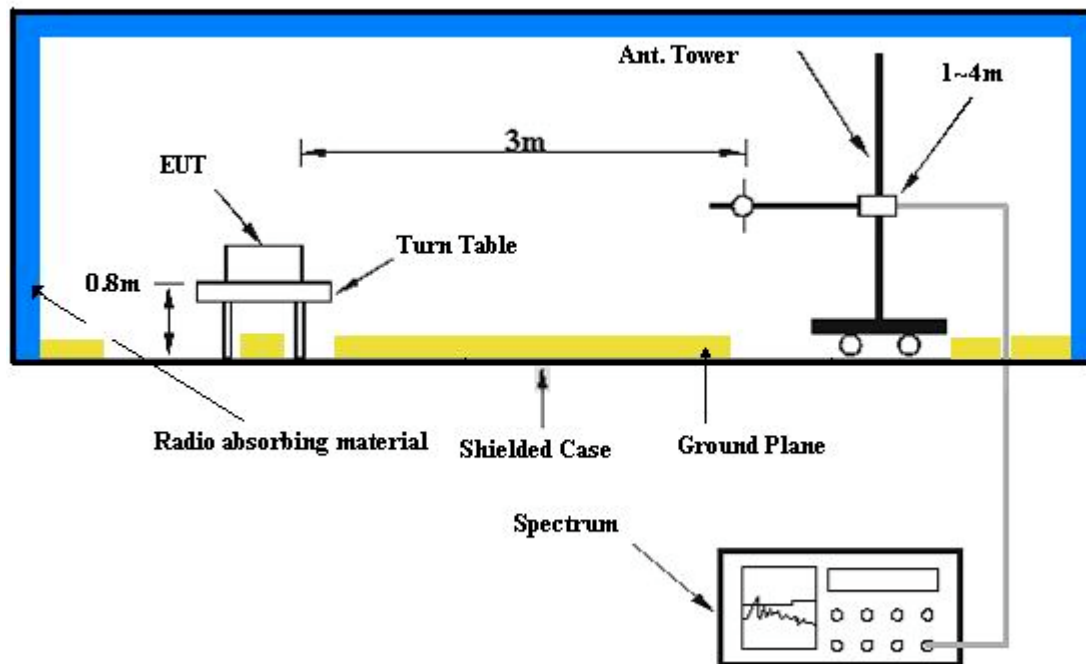 Ant. Tower
1~4m
3m
EUT
Turn Table
0.8m
Radio absorbing material
Shielded Case
Ground Plane
Spectrum